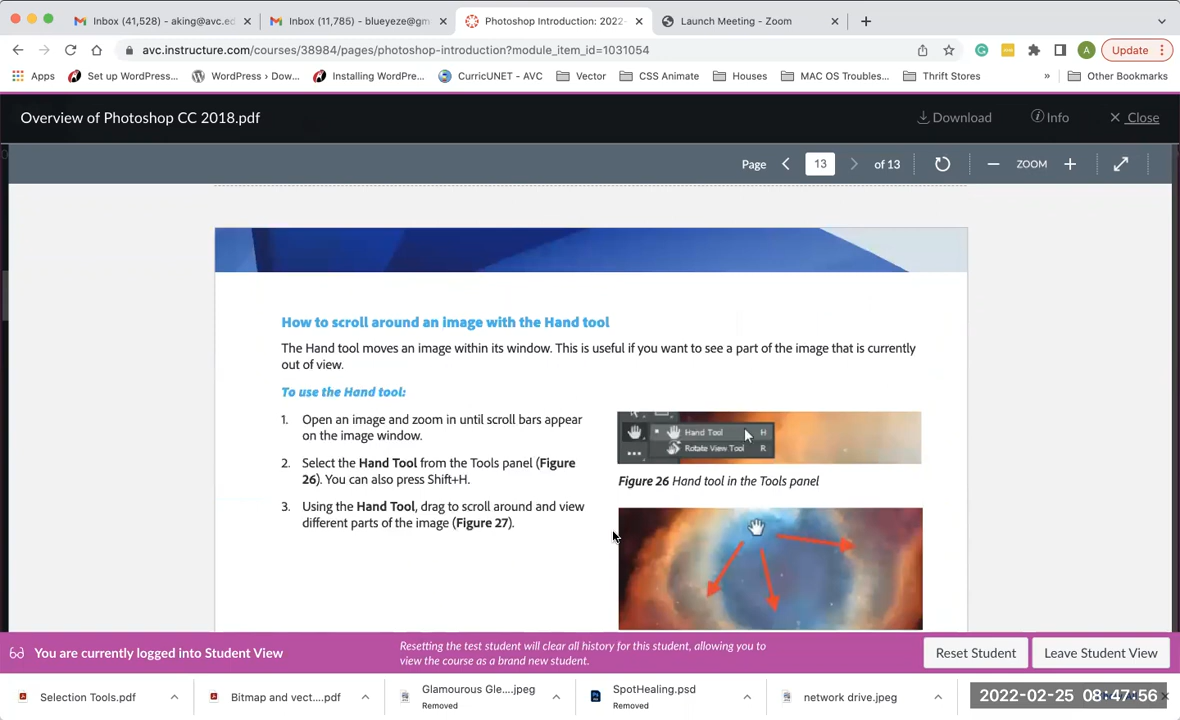 Inbox (41,528) - aking@avc.ed
Inbox (11,785) - blueyeze@gm
Photoshop Introduction: 2022-
Launch Meeting - Zoom
avc.instructure.com/courses/38984/pages/photoshop-introduction?module_item_id=1031054
A
Update
Apps
Set up WordPress...
WordPress › Dow...
Installing WordPre...
CurricUNET - AVC
Vector
CSS Animate
Houses
MAC OS Troubles...
Thrift Stores
»
Other Bookmarks
Overview of Photoshop CC 2018.pdf
Download
Info
Close
Page
13
of 13
ZOOM
How to scroll around an image with the Hand tool
The Hand tool moves an image within its window. This is useful if you want to see a part of the image that is currently
out of view.
To use the Hand tool:
1. Open an image and zoom in until scroll bars appear
on the image window.
2. Select the Hand Tool from the Tools panel (Figure
26). You can also press Shift+H.
3. Using the Hand Tool, drag to scroll around and view
different parts of the image (Figure 27).
Hand Tool H
Rotate View Tool R
Figure 26 Hand tool in the Tools panel
You are currently logged into Student View
Resetting the test student will clear all history for this student, allowing you to
view the course as a brand new student.
Reset Student
Leave Student View
Selection Tools.pdf
Bitmap and vect....pdf
Glamourous Gle....jpeg
Removed
SpotHealing.psd
Removed
network drive.jpeg
2022-02-25 08:47:56